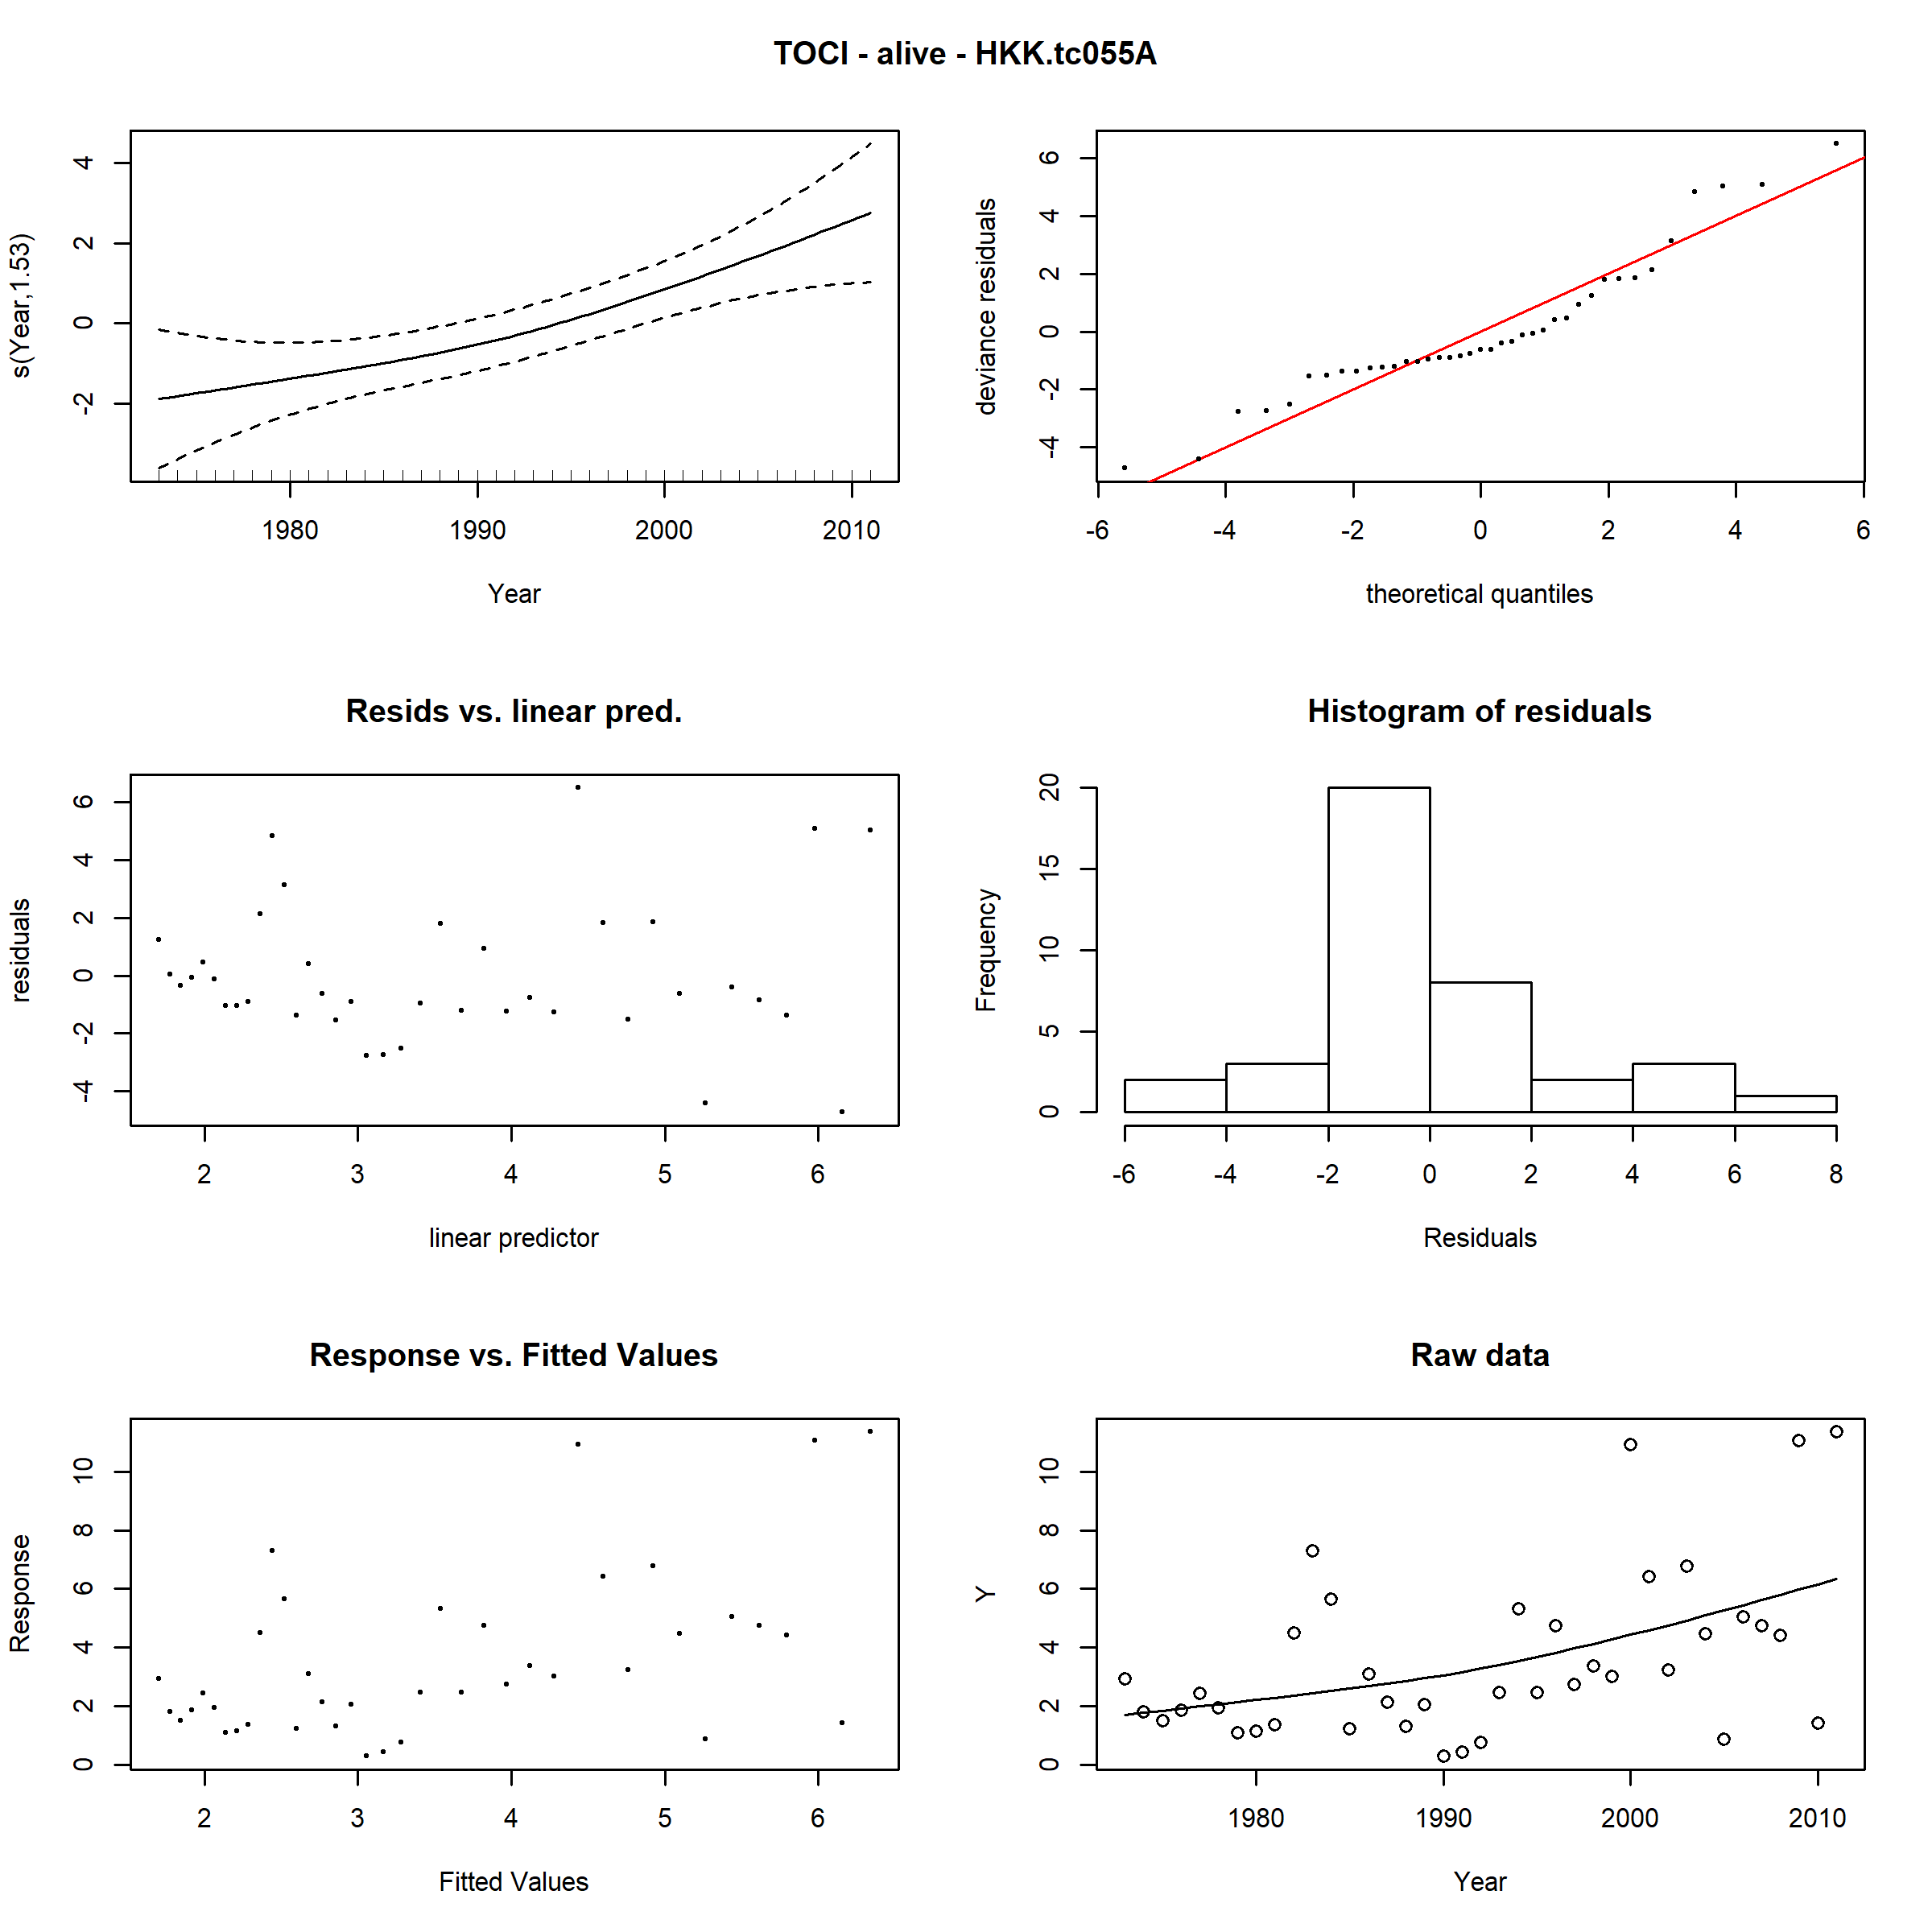 TOCI - alive - HKK.tc055A
s(Year,1.53)
-2 0 2 4
1980 1990 2000 2010
Year
deviance residuals
-4 -2 0 2 4 6
-6 -4 -2 0 2 4 6
theoretical quantiles
Resids vs. linear pred.
residuals
-4 -2 0 2 4 6
2 3 4 5 6
linear predictor
Histogram of residuals
Frequency
0 5 10 15 20
-6 -4 -2 0 2 4 6 8
Residuals
Response vs. Fitted Values
Response
0 2 4 6 8 10
2 3 4 5 6
Fitted Values
Raw data
Y
0 2 4 6 8 10
1980 1990 2000 2010
Year